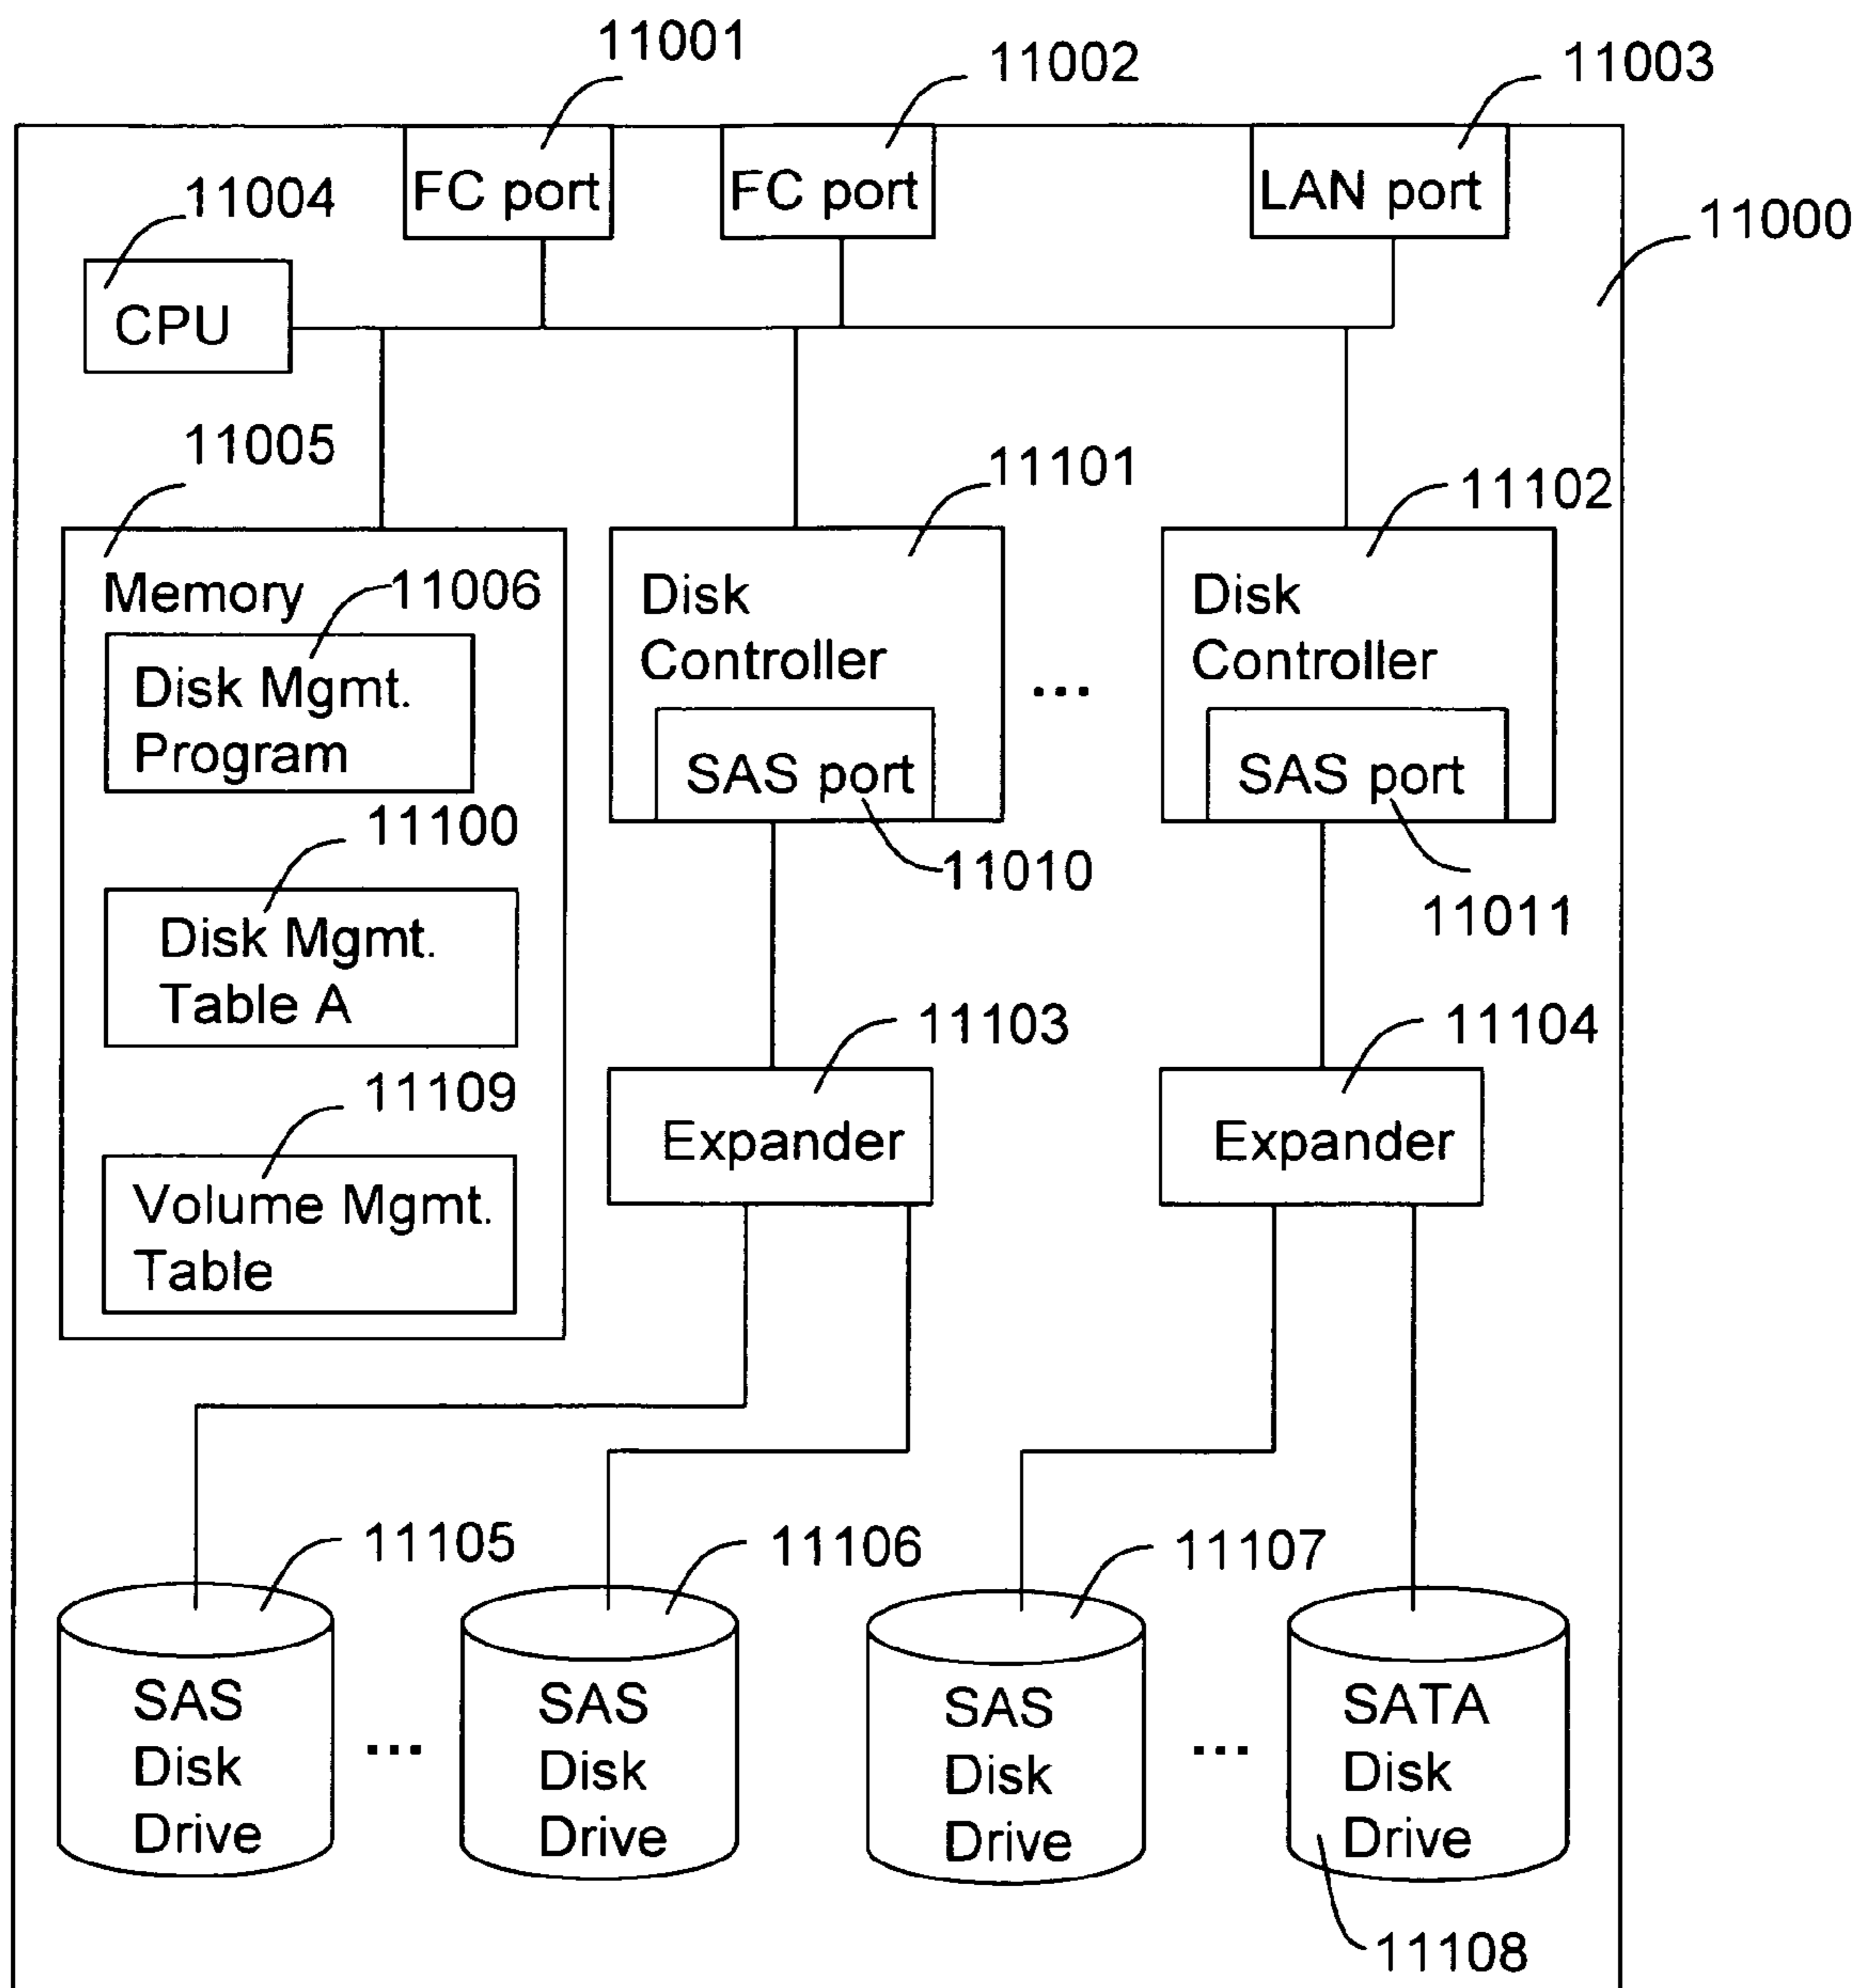 11001
11002
11003
FC port
FC port
LAN port
11004
11000
CPU
11005
11101
11102
Memory
11006
Disk Mgmt.
Program
11100
Disk Mgmt.
Table A
11109
Volume Mgmt.
Table
Disk
Controller
SAS port
11010
...
Disk
Controller
SAS port
11011
11103
Expander
11104
Expander
11105
SAS
Disk
Drive
...
11106
SAS
Disk
Drive
11107
SAS
Disk
Drive
...
SATA
Disk
Drive
11108